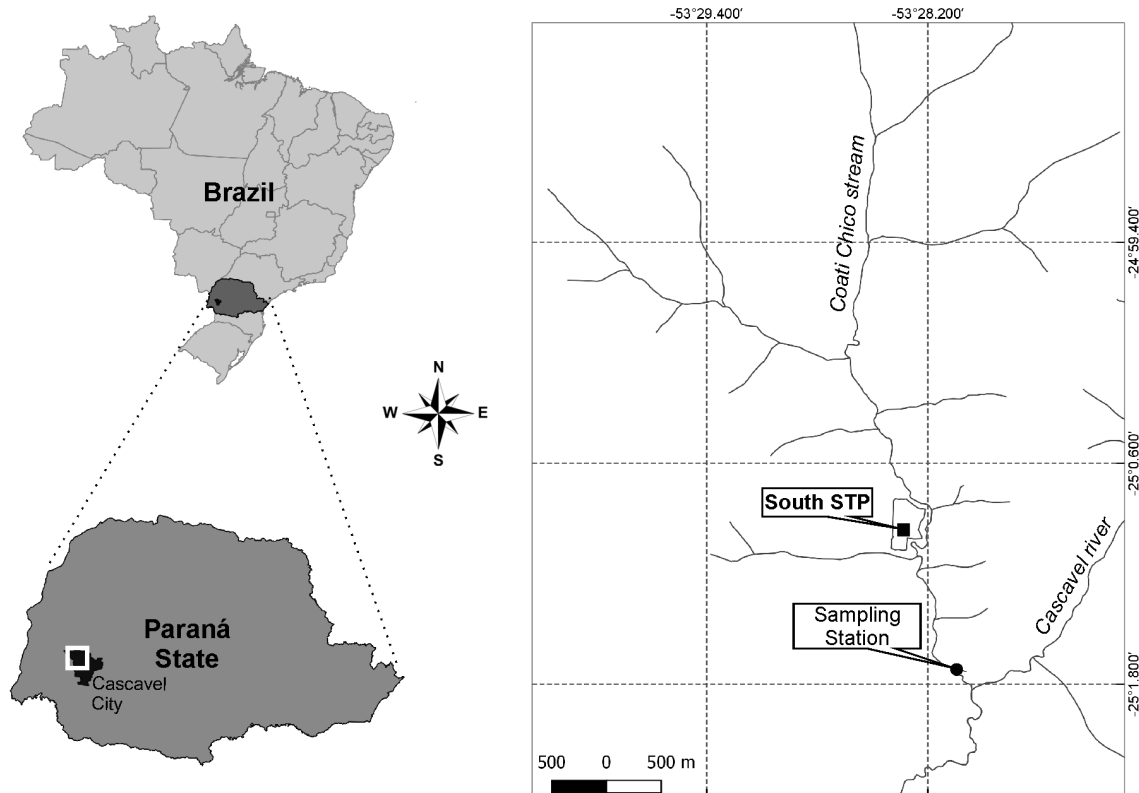 Brazil
N
W
E
S
Paraná
State
Cascavel
City
-53°29.400'
-53°28.200'
Coati Chico stream
-24°59.400'
-25°0.600'
South STP
Cascavel river
Sampling
Station
-25°1.800'
500 0 500 m